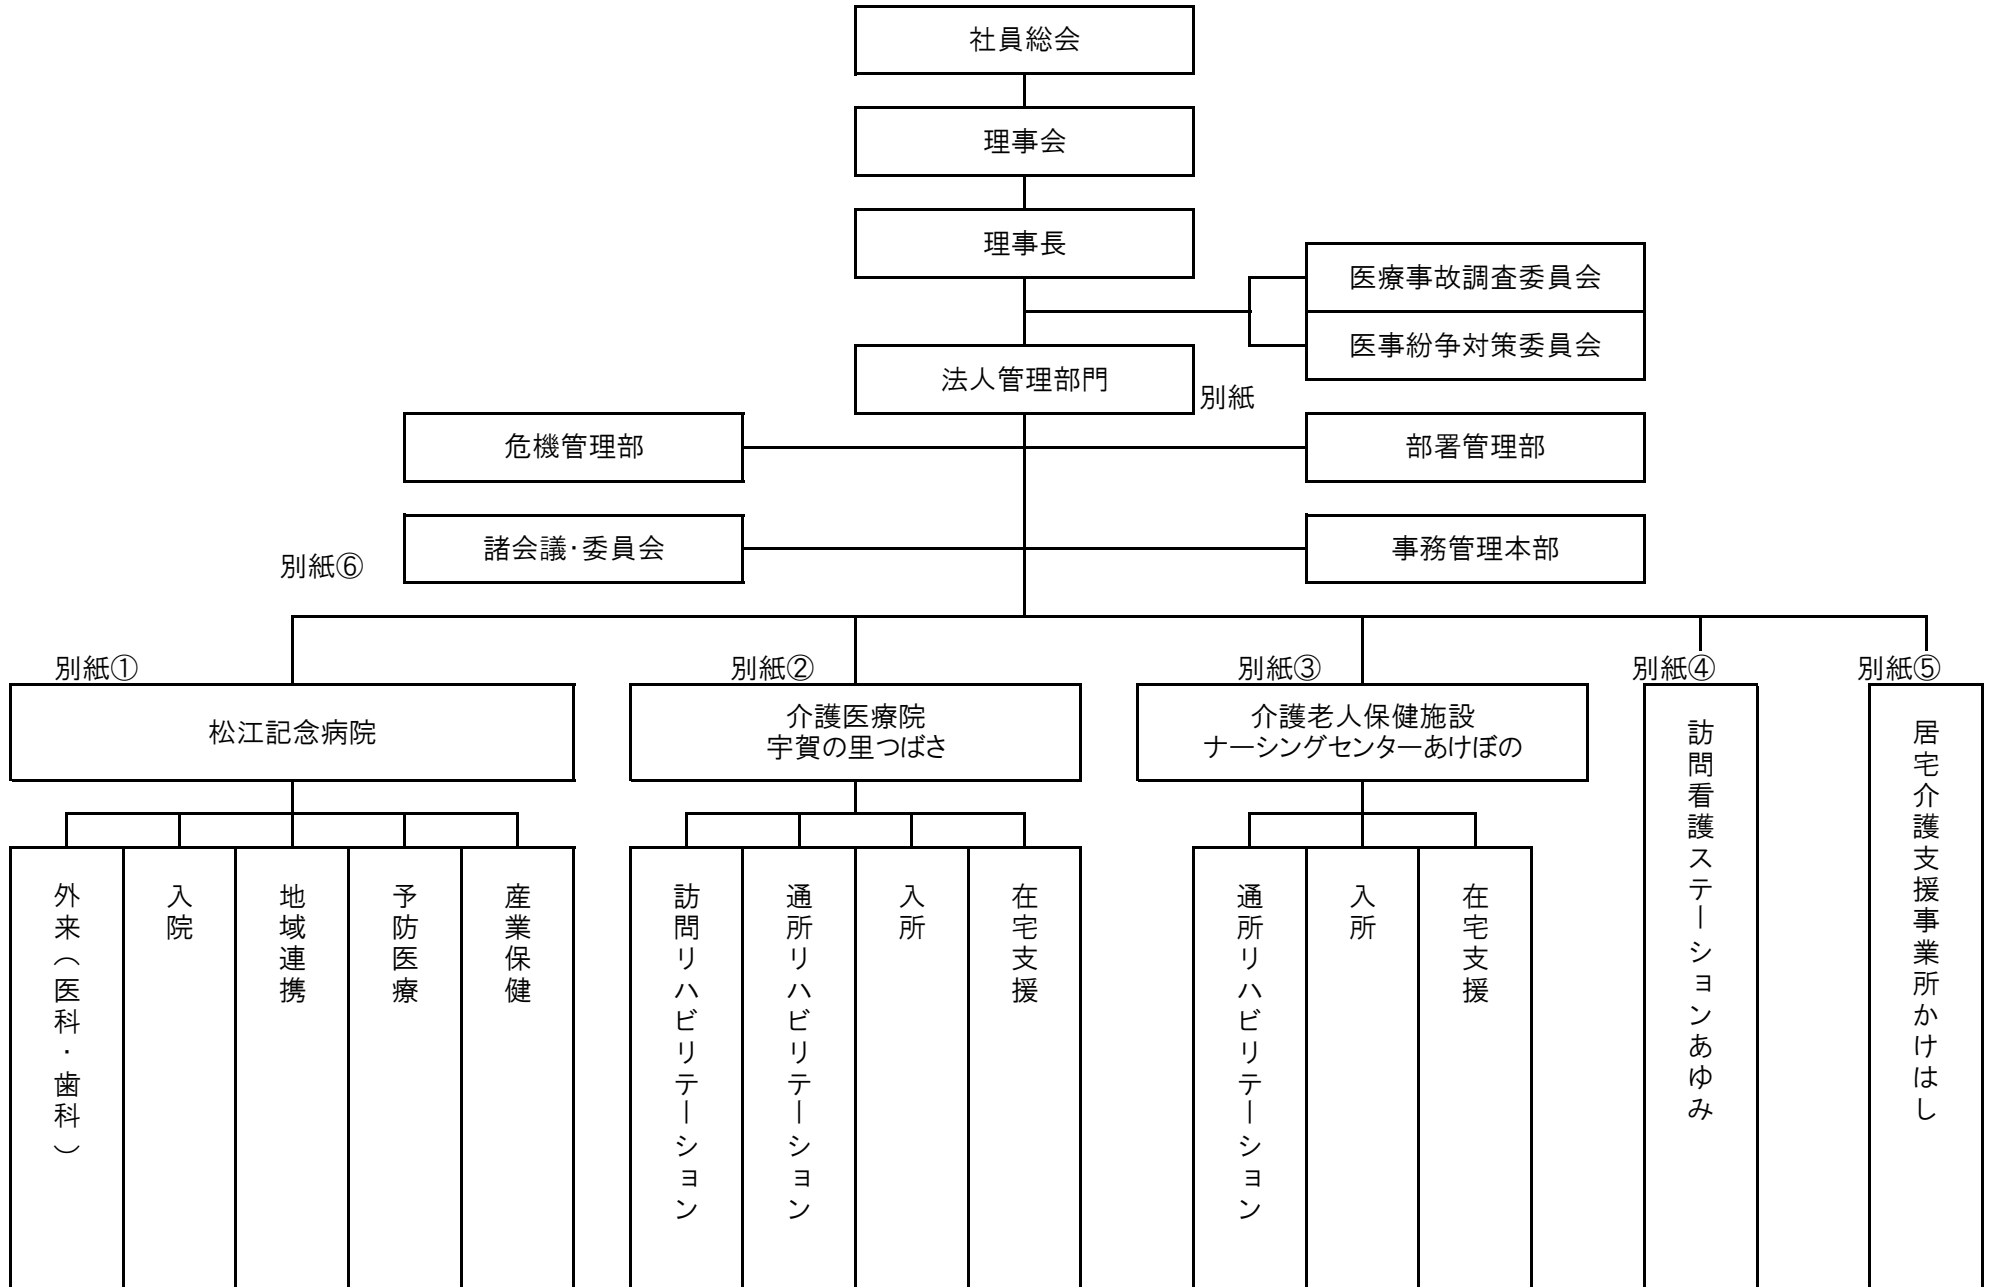 社員総会
理事会
理事長
医療事故調査委員会
医事紛争対策委員会
法人管理部門
別紙
危機管理部
部署管理部
諸会議・委員会
事務管理本部
別紙⑥
別紙①
別紙②
別紙③
別紙④
別紙⑤
松江記念病院
介護医療院
宇賀の里つばさ
介護老人保健施設
ナーシングセンターあけぼの
訪問看護ステーションあゆみ
居宅介護支援事業所かけはし
外来（医科・歯科）
入院
地域連携
予防医療
産業保健
訪問リハビリテーション
通所リハビリテーション
入所
在宅支援
通所リハビリテーション
入所
在宅支援